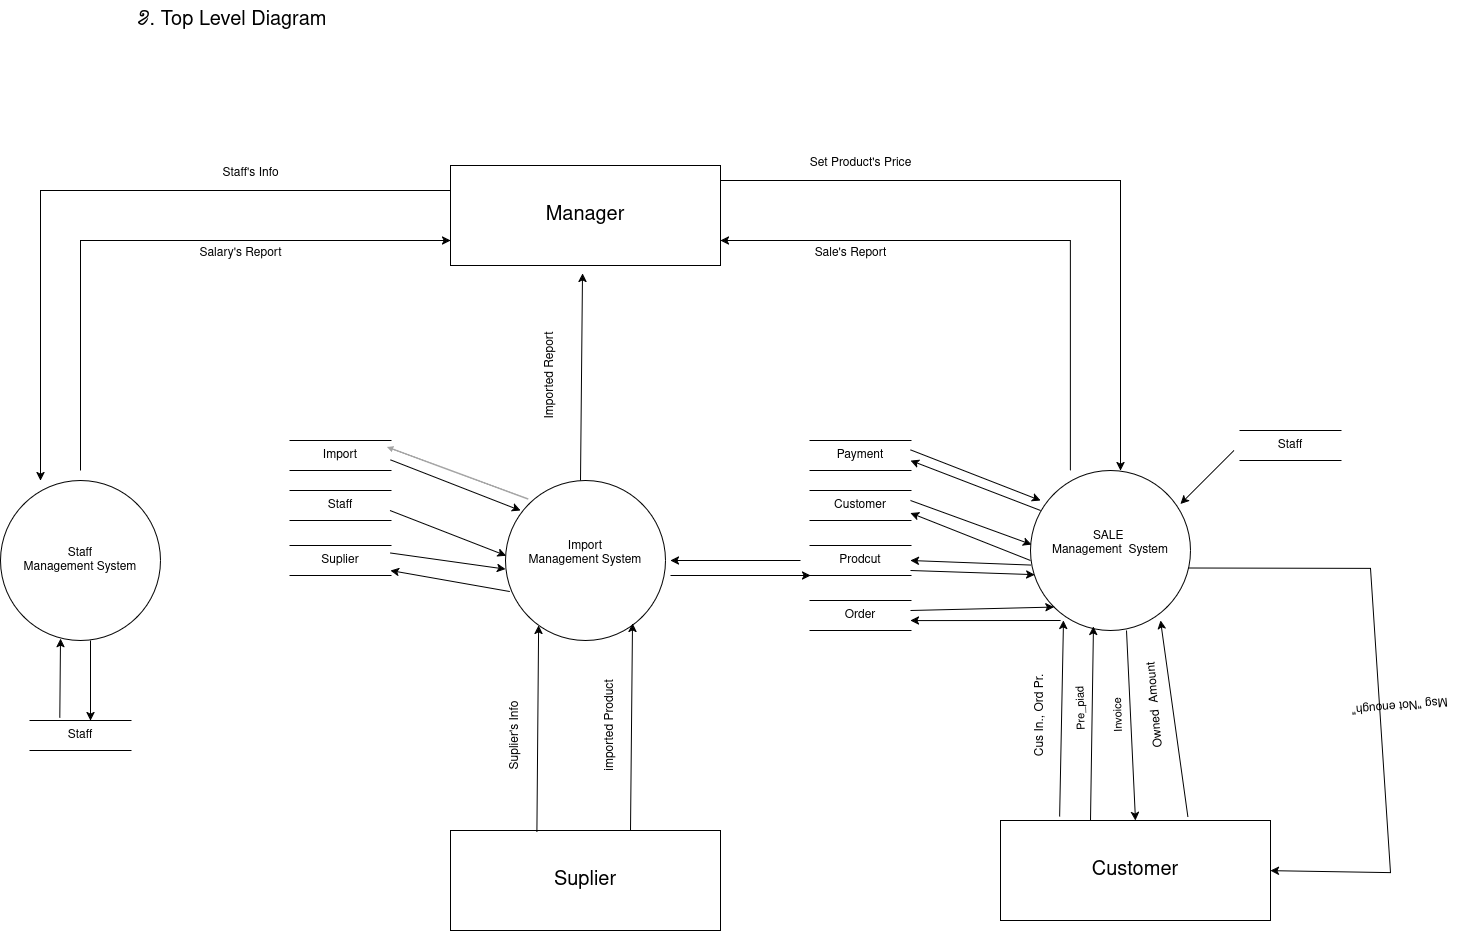 2. Top Level Diagram
Set Product's Price
Staff's Info
Manager
Salary's Report
Sale's Report
Imported Report
Import
Payment
Staff
Staff
Customer
SALE
Management System
Import
Management System
Staff
Management System
Suplier
Prodcut
Order
Cus In., Ord Pr.
Pre_piad
Invoice
Owned Amount
Msg "Not enough"
Suplier's Info
imported Product
Staff
Suplier
Customer